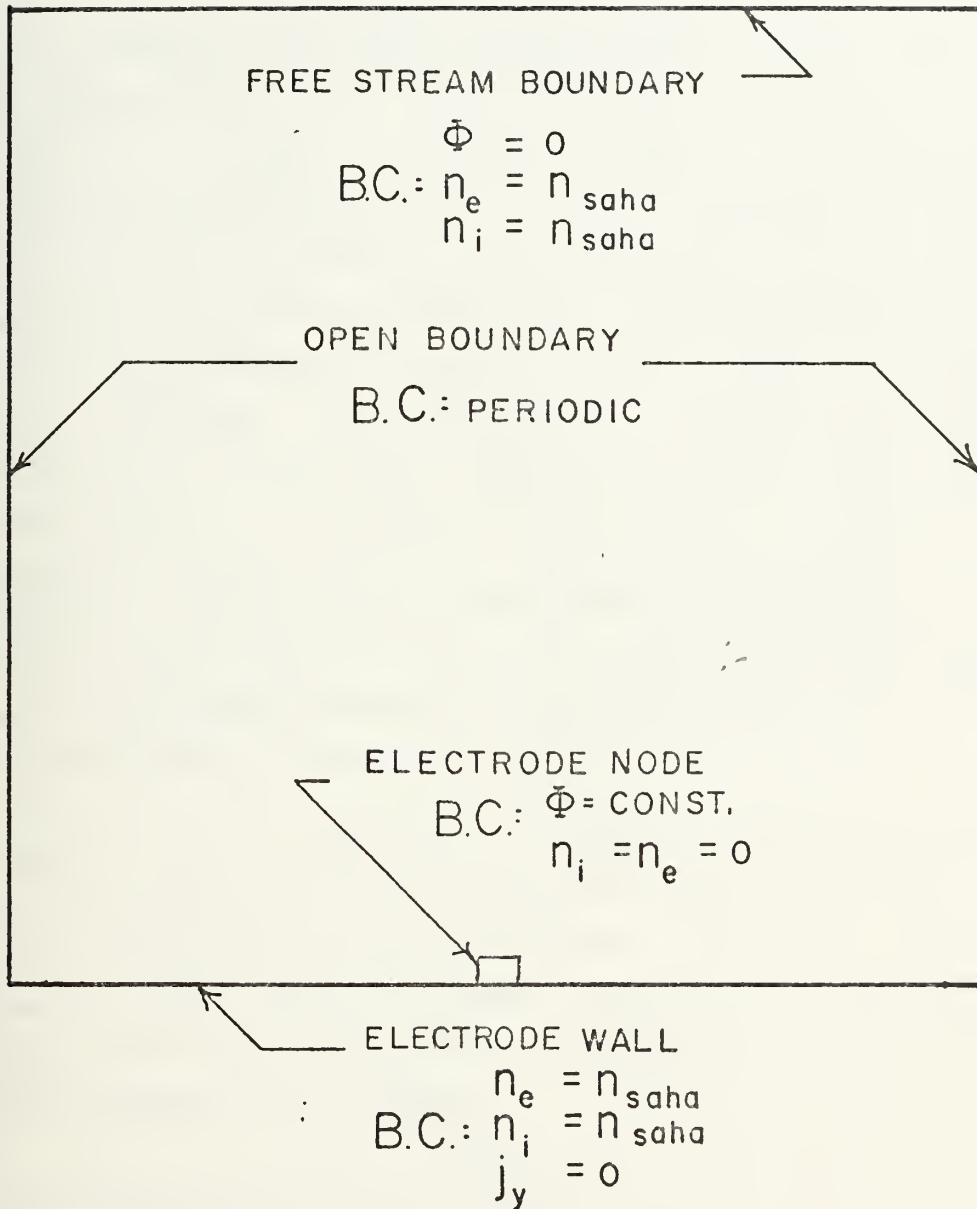 FREE STREAM BOUNDARY
Φ = 0
B.C.: n_e = n_saha
n_i = n_saha
OPEN BOUNDARY
B.C.: PERIODIC
ELECTRODE NODE
B.C.: Φ = CONST.
n_i = n_e = 0
ELECTRODE WALL
n_e = n_saha
B.C.: n_i = n_saha
j_y = 0